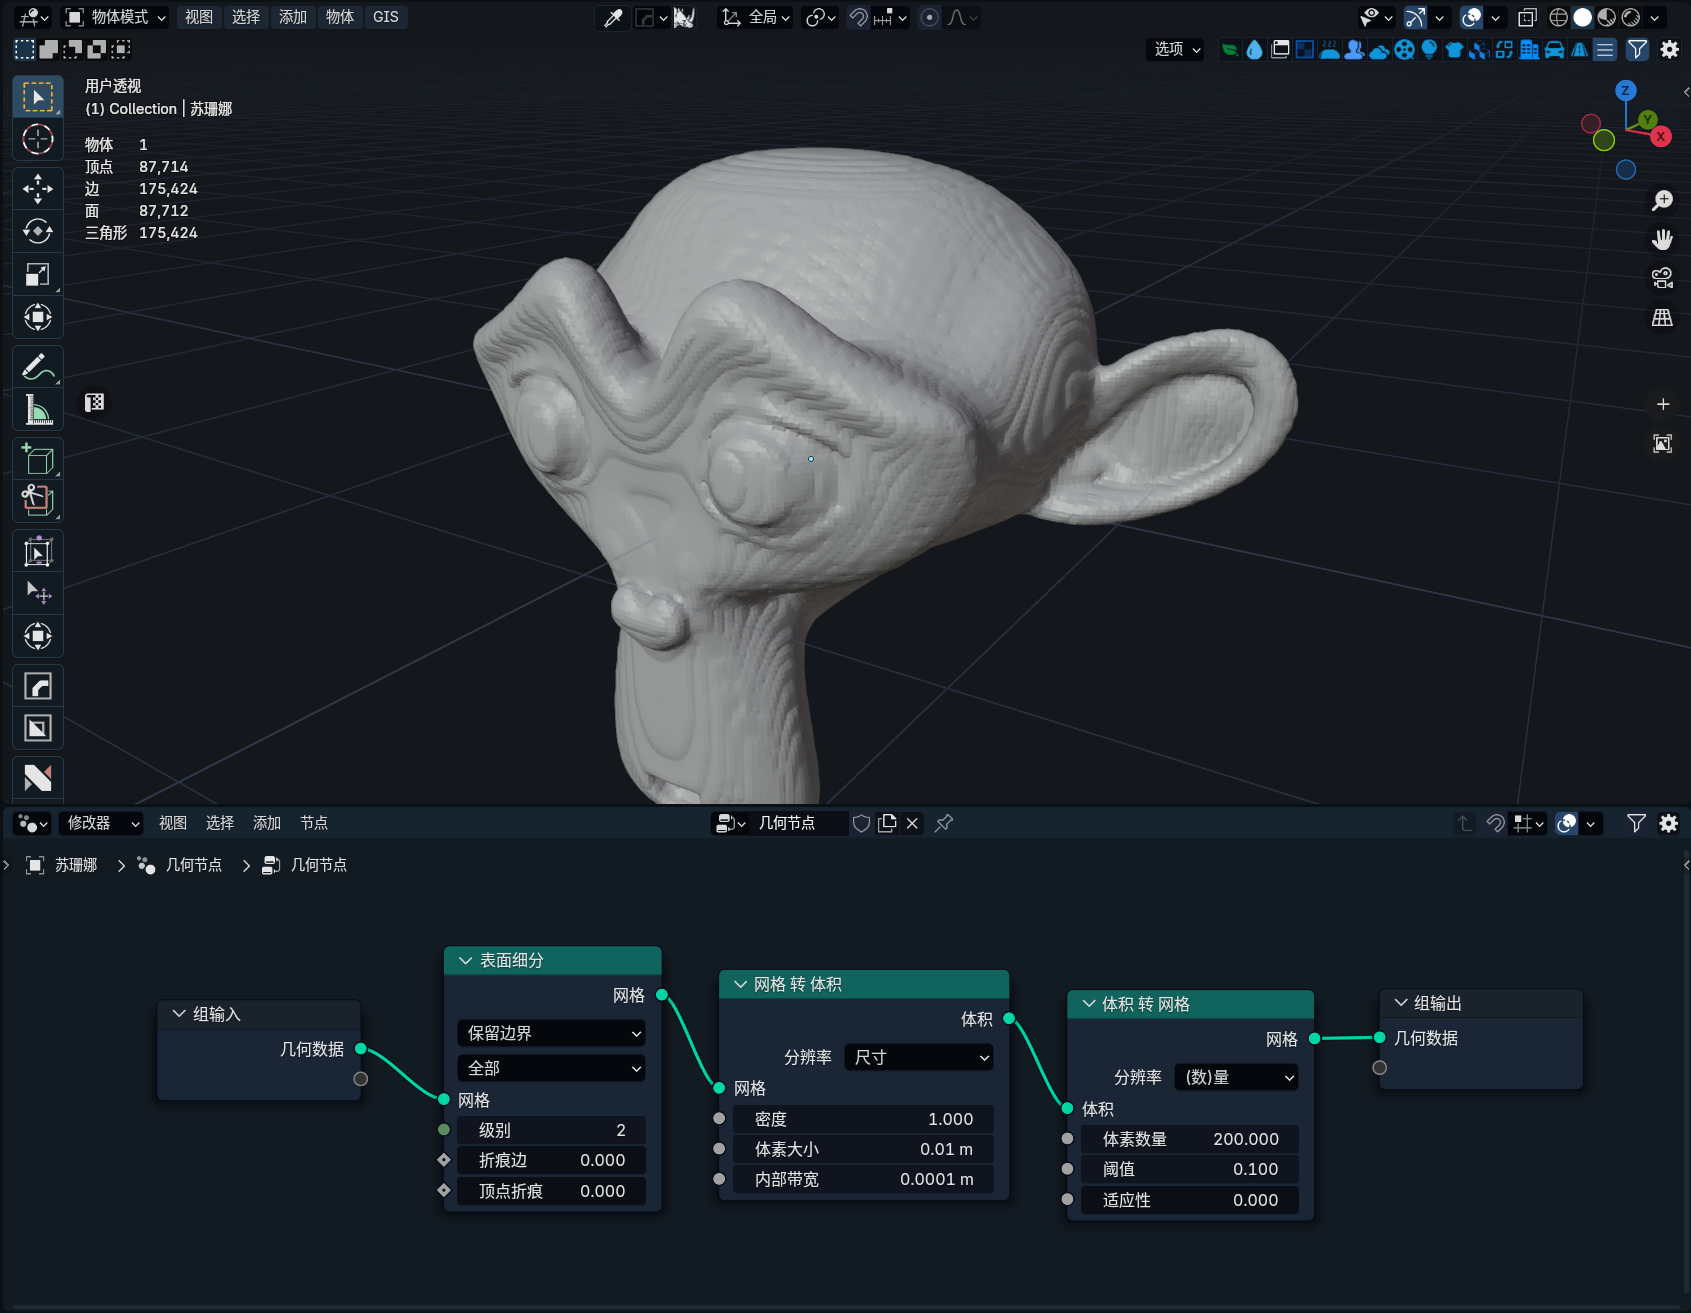 物体模式 视图 选择 添加 物体 GIS 全局
选项
用户透视
(1) Collection | 苏珊娜
物体 1
顶点 87,714
边 175,424
面 87,712
三角形 175,424
Z
Y
X
修改器 视图 选择 添加 节点 几何节点
苏珊娜 几何节点 几何节点
组输入
几何数据
表面细分
网格
保留边界
全部
网格
级别 2
折痕边 0.000
顶点折痕 0.000
网格 转 体积
体积
分辨率 尺寸
网格
密度 1.000
体素大小 0.01 m
内部带宽 0.0001 m
体积 转 网格
网格
分辨率 (数)量
体积
体素数量 200.000
阈值 0.100
适应性 0.000
组输出
几何数据